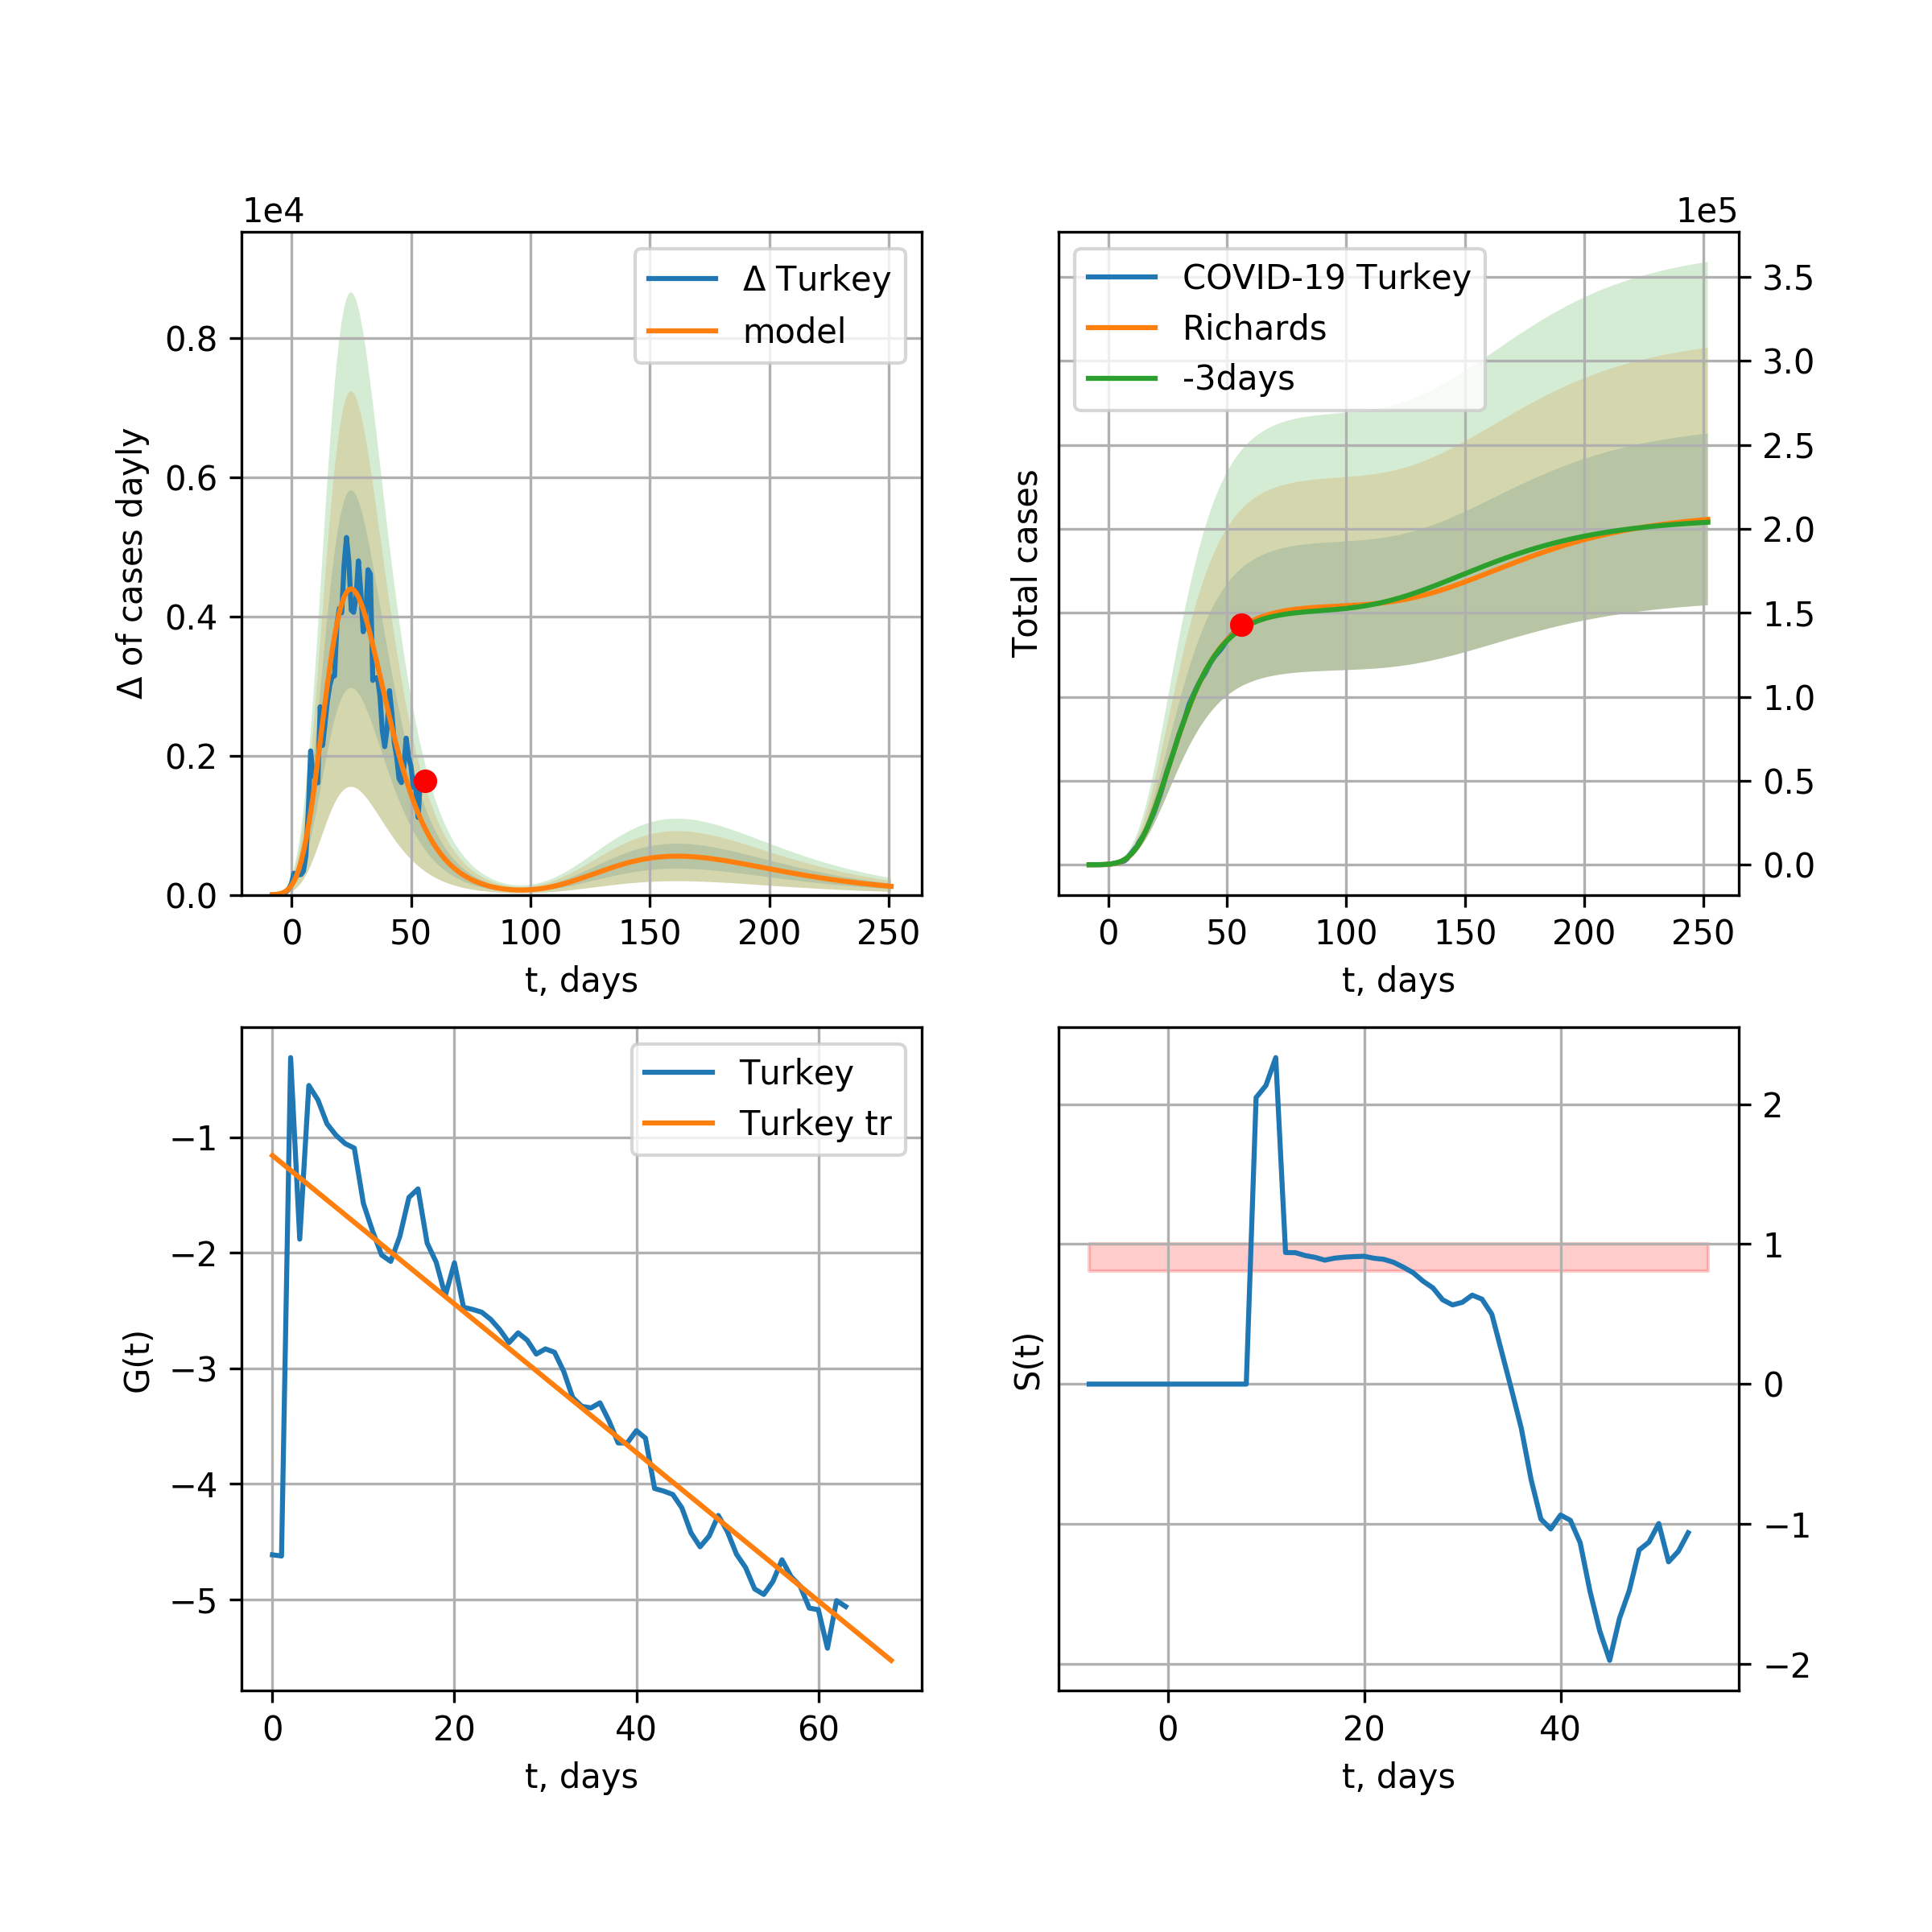 1e4
Δ of cases dayly
0.8
0.6
0.4
0.2
0.0
Δ Turkey
model
0 50 100 150 200 250
t, days
1e5
Total cases
COVID-19 Turkey
Richards
-3days
3.5
3.0
2.5
2.0
1.5
1.0
0.5
0.0
0 50 100 150 200 250
t, days
G(t)
−1
−2
−3
−4
−5
Turkey
Turkey tr
0 20 40 60
t, days
S(t)
2
1
0
−1
−2
0 20 40
t, days